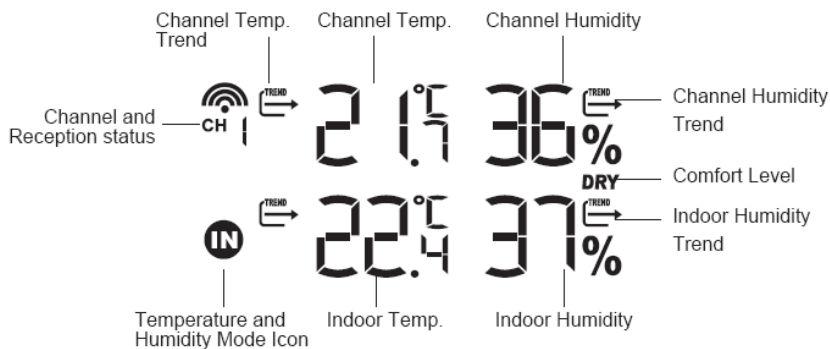 Channel Temp.
Trend
Channel Temp.
Channel Humidity
TREND
TREND
Channel and
Reception status
CH 1
21.9°C
36%
Channel Humidity
Trend
DRY
Comfort Level
TREND
TREND
IN
22.4°C
37%
Indoor Humidity
Trend
Temperature and
Humidity Mode Icon
Indoor Temp.
Indoor Humidity